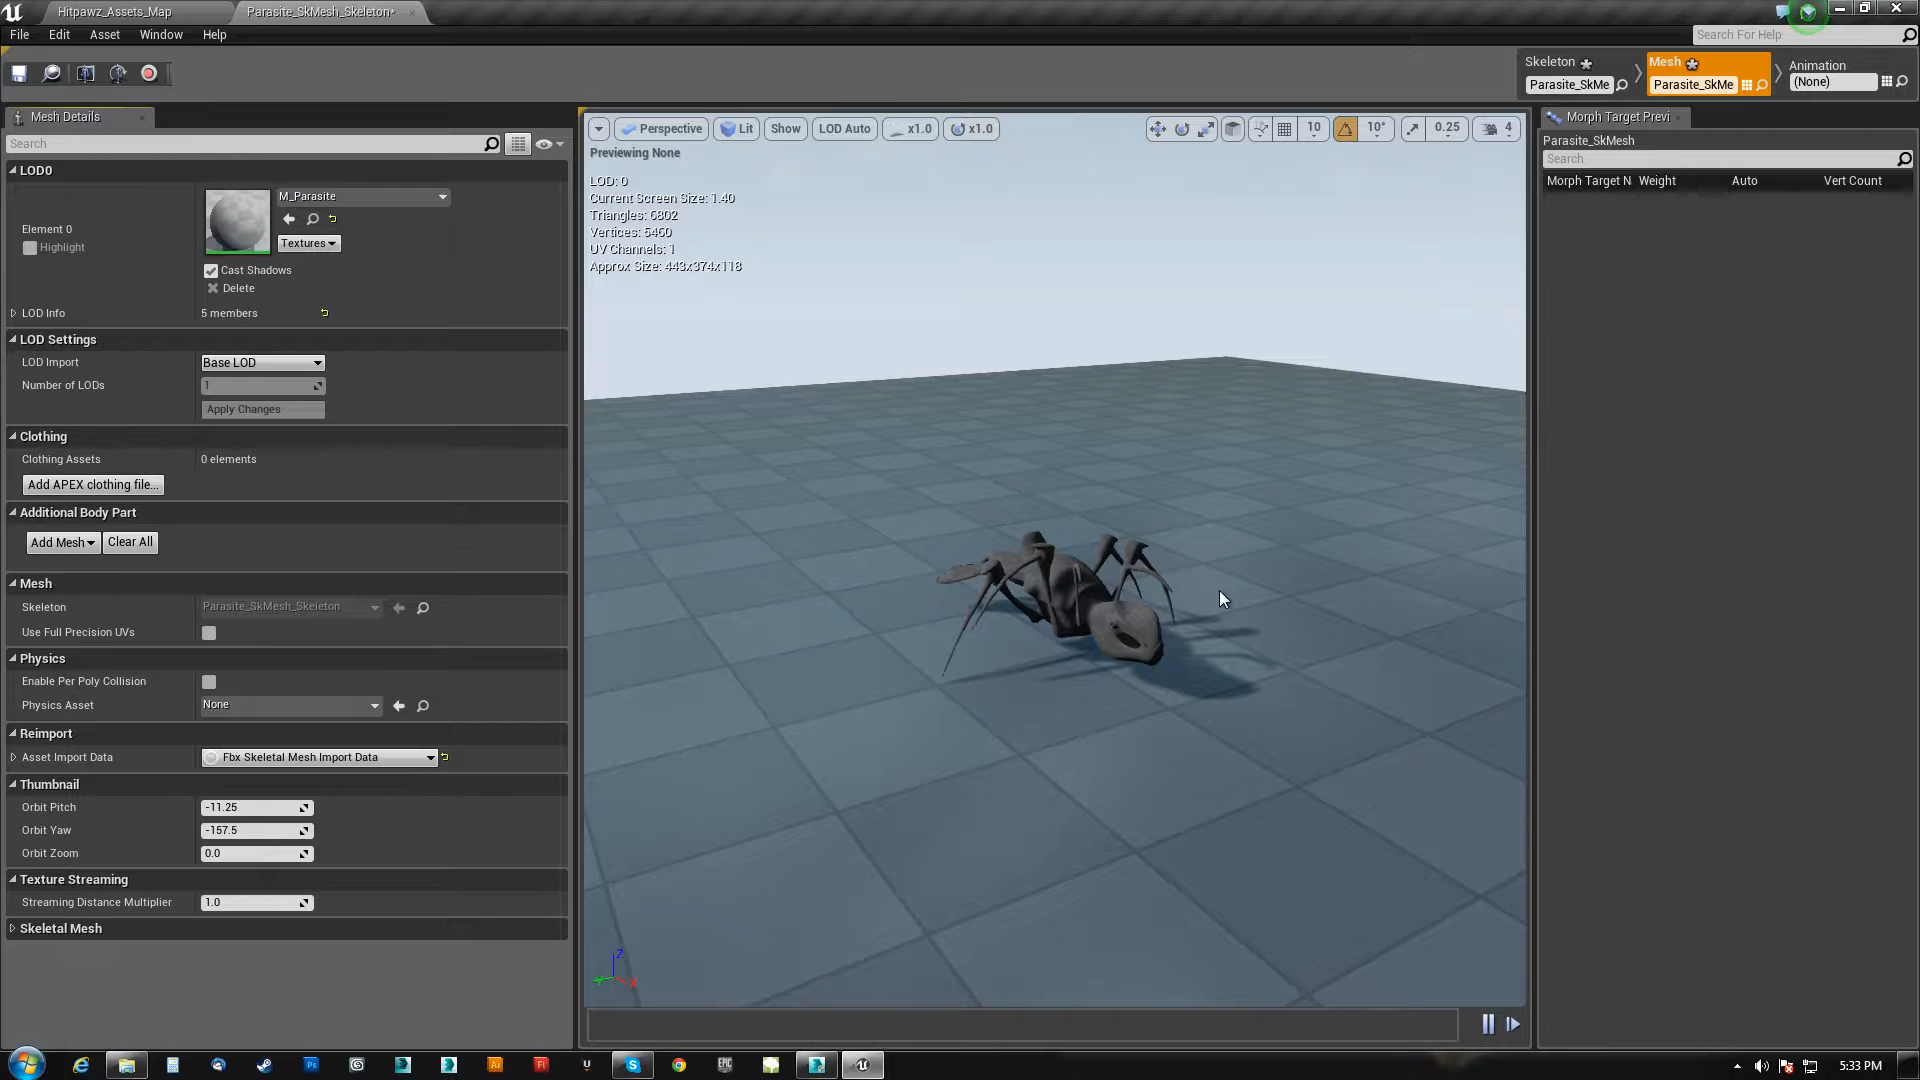 Hitpawz_Assets_Map
Parasite_SkMesh_Skeleton*
File Edit Asset Window Help
Search For Help
Skeleton
Parasite_SkMe
Mesh
Parasite_SkMe
Animation
(None)
Mesh Details
Search
LOD0
Element 0
Highlight
M_Parasite
Textures
Cast Shadows
Delete
LOD Info 5 members
LOD Settings
LOD Import Base LOD
Number of LODs 1
Apply Changes
Clothing
Clothing Assets 0 elements
Add APEX clothing file...
Additional Body Part
Add Mesh Clear All
Mesh
Skeleton Parasite_SkMesh_Skeleton
Use Full Precision UVs
Physics
Enable Per Poly Collision
Physics Asset None
Reimport
Asset Import Data Fbx Skeletal Mesh Import Data
Thumbnail
Orbit Pitch -11.25
Orbit Yaw -157.5
Orbit Zoom 0.0
Texture Streaming
Streaming Distance Multiplier 1.0
Skeletal Mesh
Perspective Lit Show LOD Auto x1.0 x1.0
10 10° 0.25 4
Previewing None
LOD: 0
Current Screen Size: 1.40
Triangles: 6802
Vertices: 5460
UV Channels: 1
Approx Size: 443x374x118
Z
X
Morph Target Previ
Parasite_SkMesh
Search
Morph Target N Weight Auto Vert Count
Ps
Ai
Fl
EPIC
5:33 PM